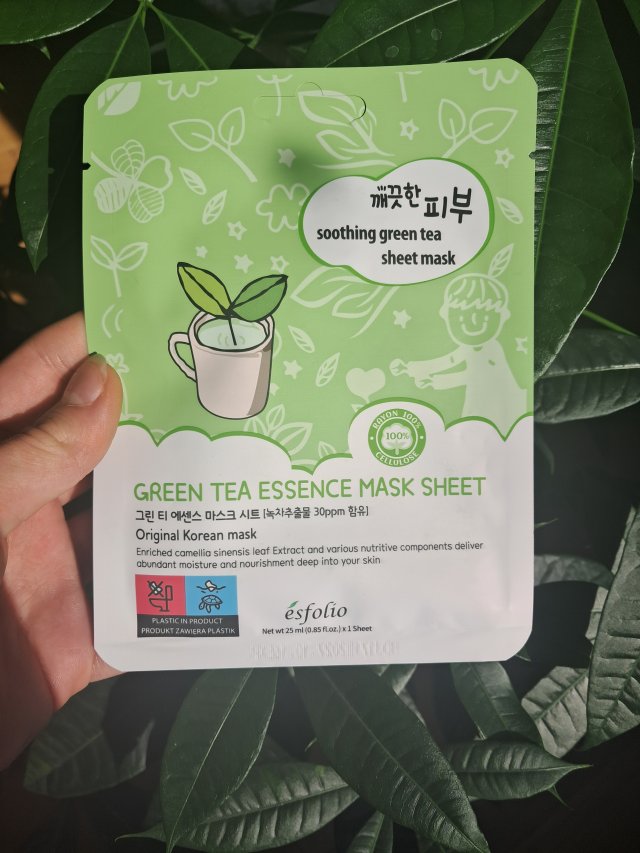 깨끗한 피부
soothing green tea
sheet mask
RAYON 100%
100%
CELLULOSE
GREEN TEA ESSENCE MASK SHEET
그린 티 에센스 마스크 시트 [녹차추출물 30ppm 함유]
Original Korean mask
Enriched camellia sinensis leaf Extract and various nutritive components deliver
abundant moisture and nourishment deep into your skin
PLASTIC IN PRODUCT
PRODUKT ZAWIERA PLASTIK
esfolio
Net wt 25 ml (0.85 fl.oz.) x 1 Sheet